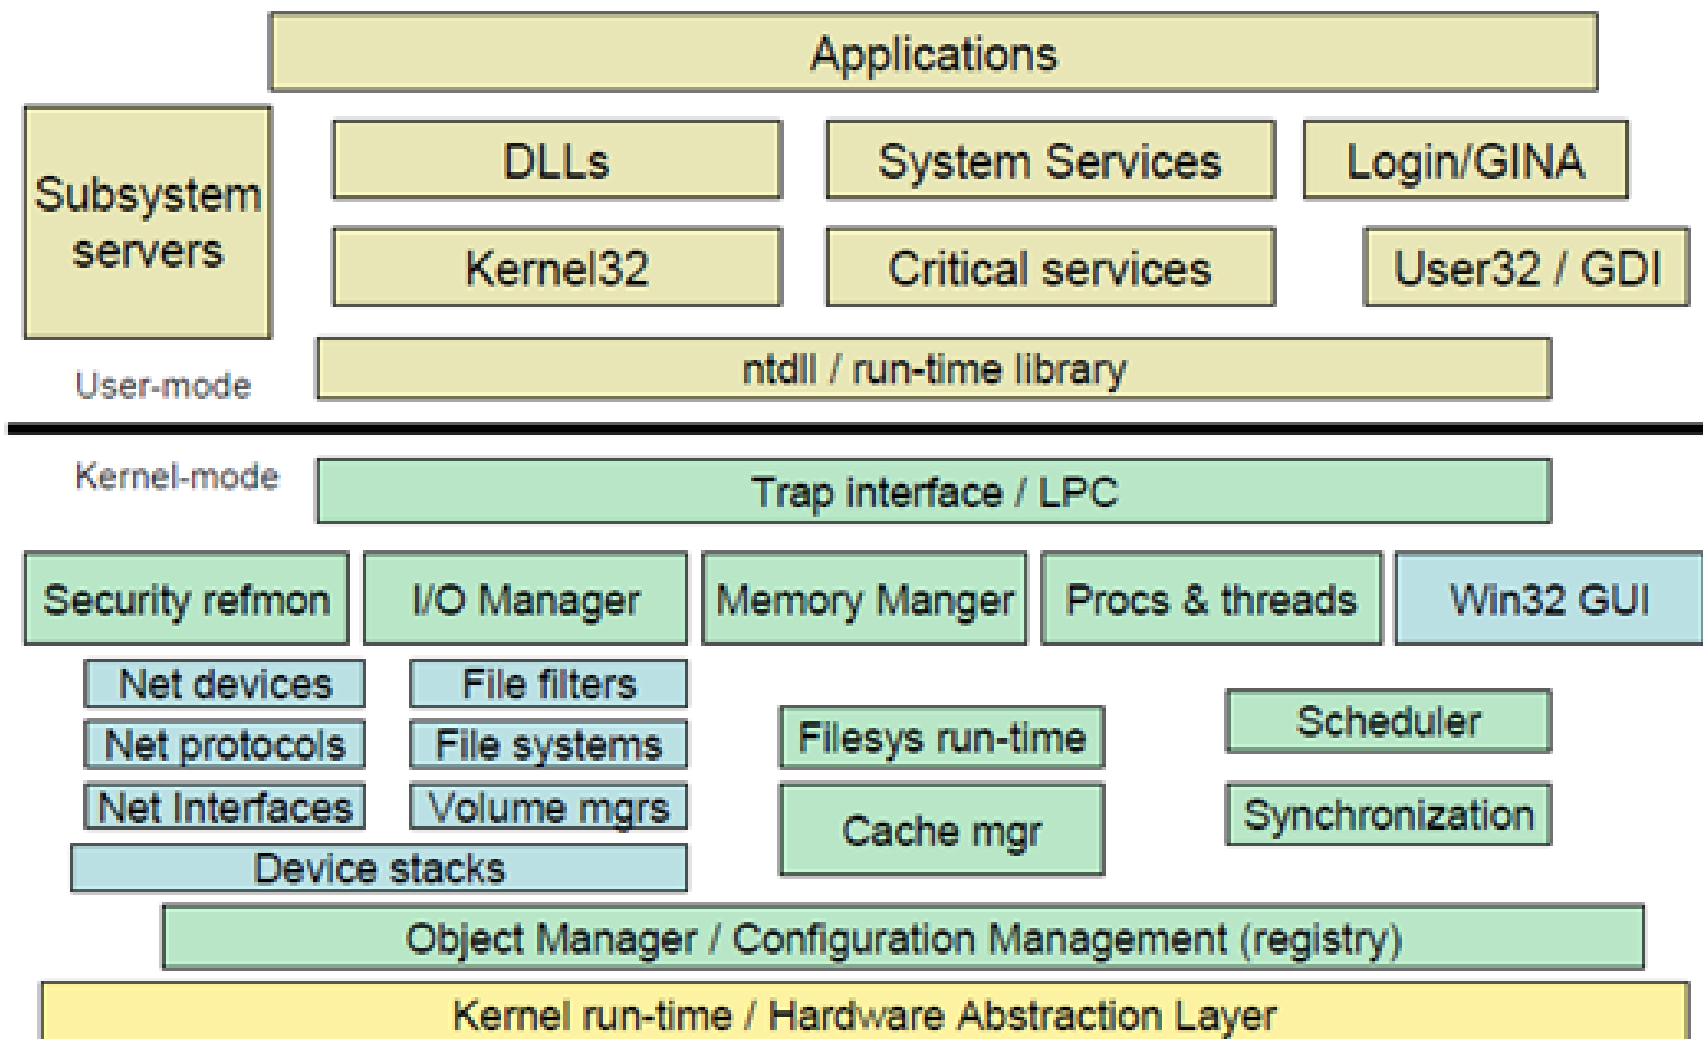 Applications
Subsystem
servers
DLLs
System Services
Login/GINA
Kernel32
Critical services
User32 / GDI
ntdll / run-time library
User-mode
Kernel-mode
Trap interface / LPC
Security refmon
I/O Manager
Memory Manger
Procs & threads
Win32 GUI
Net devices
File filters
Net protocols
File systems
Net Interfaces
Volume mgrs
Device stacks
Filesys run-time
Cache mgr
Scheduler
Synchronization
Object Manager / Configuration Management (registry)
Kernel run-time / Hardware Abstraction Layer